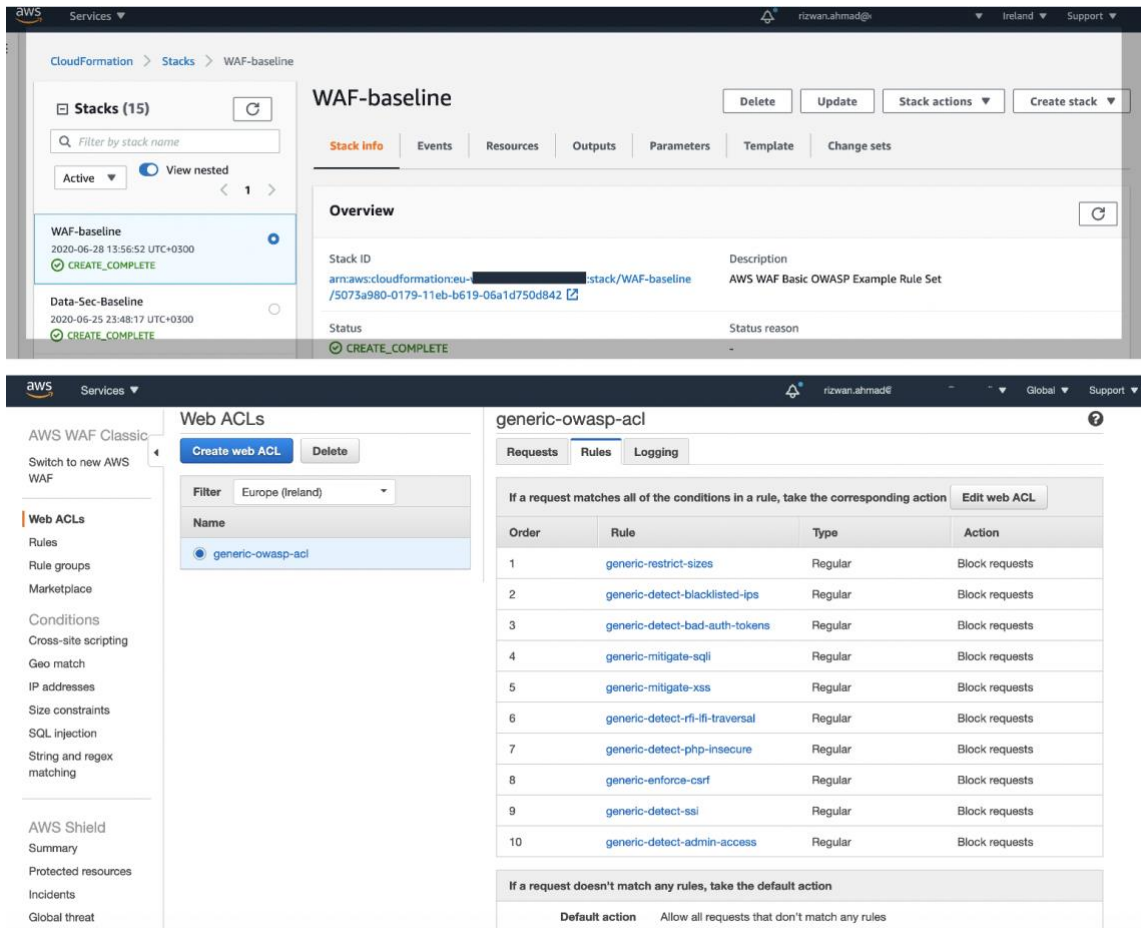 aws Services ▼ rizwan.ahmad@ ▼ Ireland ▼ Support ▼
CloudFormation > Stacks > WAF-baseline
Stacks (15)
Filter by stack name
Active ▼ View nested
< 1 >
WAF-baseline
2020-06-28 13:56:52 UTC+0300
CREATE_COMPLETE
Data-Sec-Baseline
2020-06-25 23:48:17 UTC+0300
CREATE_COMPLETE
WAF-baseline
Delete Update Stack actions ▼ Create stack ▼
Stack info Events Resources Outputs Parameters Template Change sets
Overview
Stack ID
arn:aws:cloudformation:eu- :stack/WAF-baseline
/5073a980-0179-11eb-b619-06a1d750d842
Description
AWS WAF Basic OWASP Example Rule Set
Status
CREATE_COMPLETE
Status reason
-
aws Services ▼ rizwan.ahmad ▼ Global ▼ Support ▼
AWS WAF Classic
Switch to new AWS
WAF
Web ACLs
Rules
Rule groups
Marketplace
Conditions
Cross-site scripting
Geo match
IP addresses
Size constraints
SQL injection
String and regex
matching
AWS Shield
Summary
Protected resources
Incidents
Global threat
Web ACLs
Create web ACL Delete
Filter Europe (Ireland)
Name
generic-owasp-acl
generic-owasp-acl ?
Requests Rules Logging
If a request matches all of the conditions in a rule, take the corresponding action Edit web ACL
Order Rule Type Action
1 generic-restrict-sizes Regular Block requests
2 generic-detect-blacklisted-ips Regular Block requests
3 generic-detect-bad-auth-tokens Regular Block requests
4 generic-mitigate-sqli Regular Block requests
5 generic-mitigate-xss Regular Block requests
6 generic-detect-rfi-lfi-traversal Regular Block requests
7 generic-detect-php-insecure Regular Block requests
8 generic-enforce-csrf Regular Block requests
9 generic-detect-ssi Regular Block requests
10 generic-detect-admin-access Regular Block requests
If a request doesn't match any rules, take the default action
Default action Allow all requests that don't match any rules